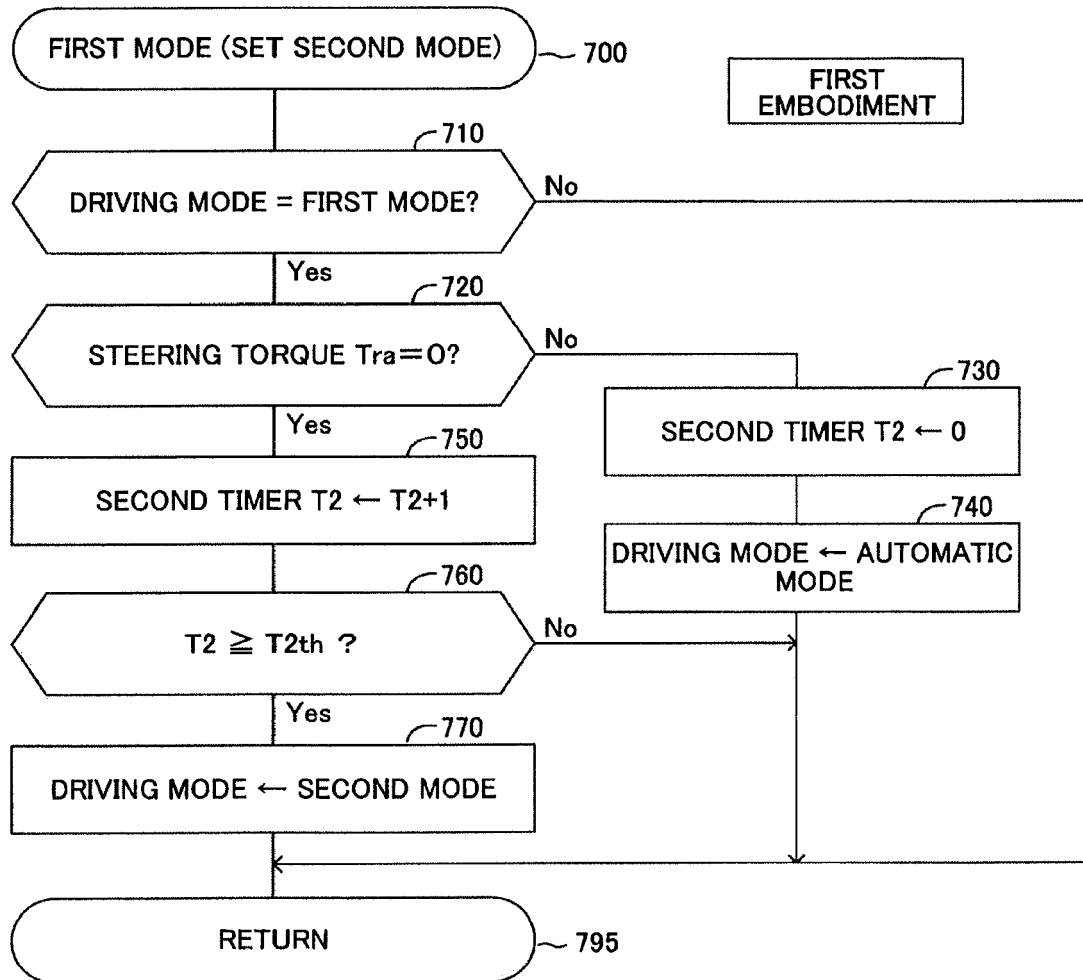 FIRST MODE (SET SECOND MODE)
700
FIRST
EMBODIMENT
710
DRIVING MODE = FIRST MODE?
No
Yes
720
STEERING TORQUE Tra=0?
No
Yes
730
SECOND TIMER T2 ← 0
750
SECOND TIMER T2 ← T2+1
740
DRIVING MODE ← AUTOMATIC
MODE
760
T2 ≧ T2th ?
No
Yes
770
DRIVING MODE ← SECOND MODE
RETURN
795